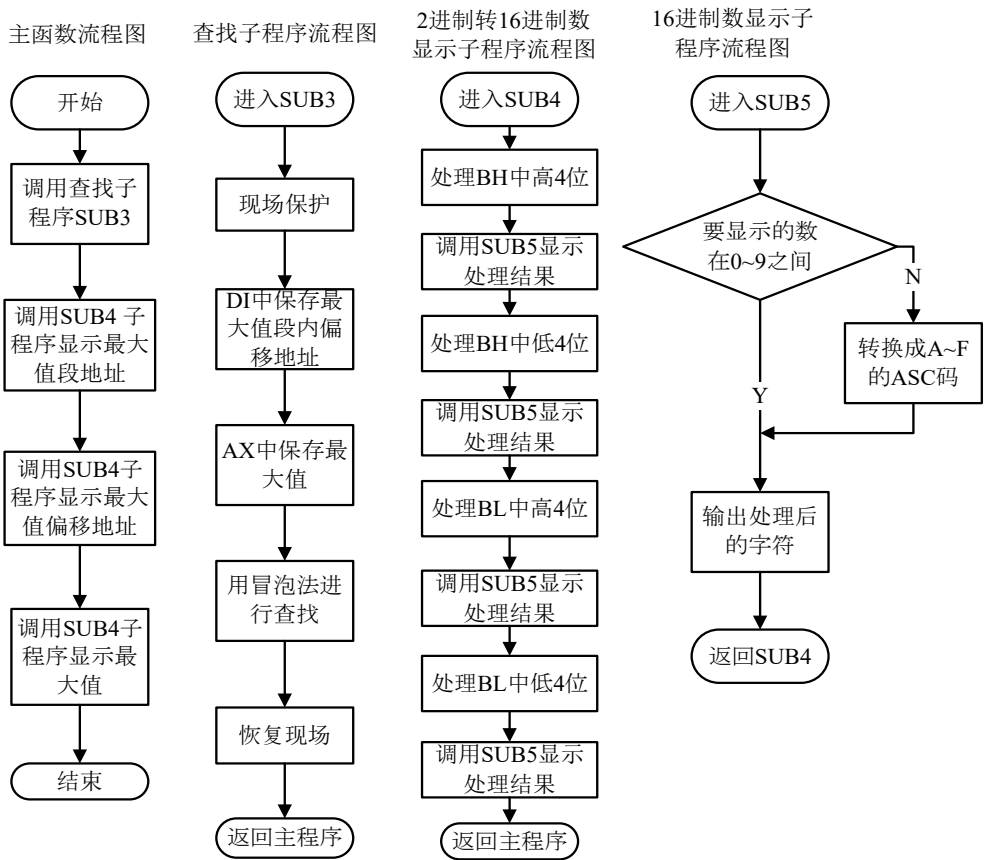 主函数流程图
开始
调用查找子
程序SUB3
调用SUB4 子
程序显示最大
值段地址
调用SUB4子
程序显示最大
值偏移地址
调用SUB4子
程序显示最
大值
结束
查找子程序流程图
进入SUB3
现场保护
DI中保存最
大值段内偏
移地址
AX中保存最
大值
用冒泡法进
行查找
恢复现场
返回主程序
2进制转16进制数
显示子程序流程图
进入SUB4
处理BH中高4位
调用SUB5显示
处理结果
处理BH中低4位
调用SUB5显示
处理结果
处理BL中高4位
调用SUB5显示
处理结果
处理BL中低4位
调用SUB5显示
处理结果
返回主程序
16进制数显示子
程序流程图
进入SUB5
要显示的数
在0~9之间
N
转换成A~F
的ASC码
Y
输出处理后
的字符
返回SUB4